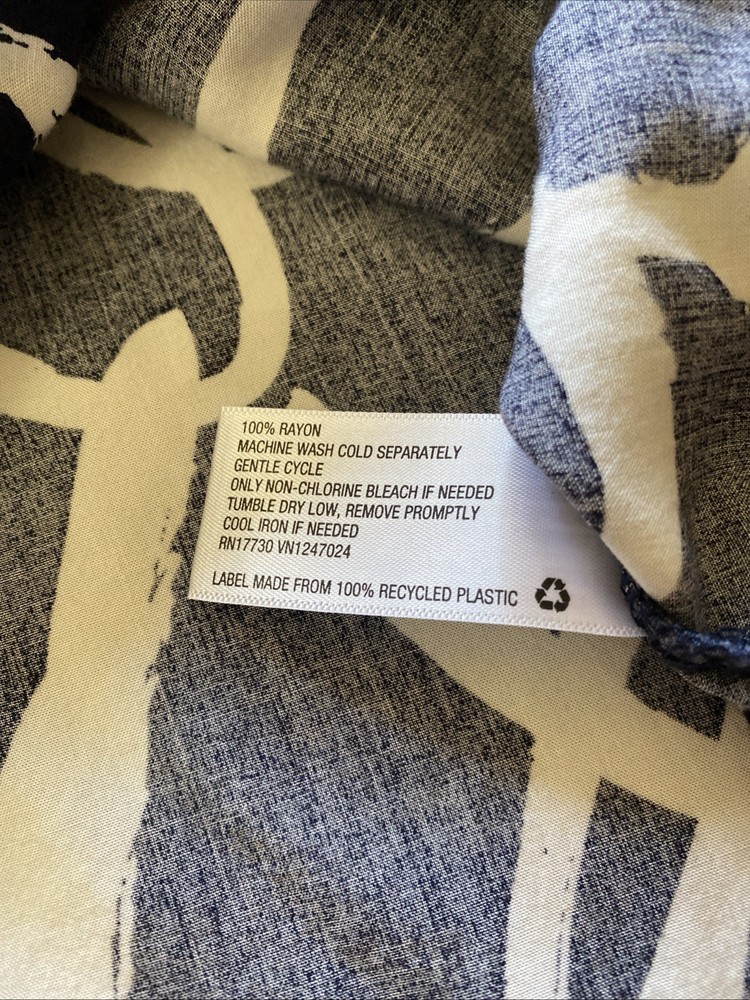 100% RAYON
MACHINE WASH COLD SEPARATELY
GENTLE CYCLE
ONLY NON-CHLORINE BLEACH IF NEEDED
TUMBLE DRY LOW, REMOVE PROMPTLY
COOL IRON IF NEEDED
RN17730 VN1247024
LABEL MADE FROM 100% RECYCLED PLASTIC